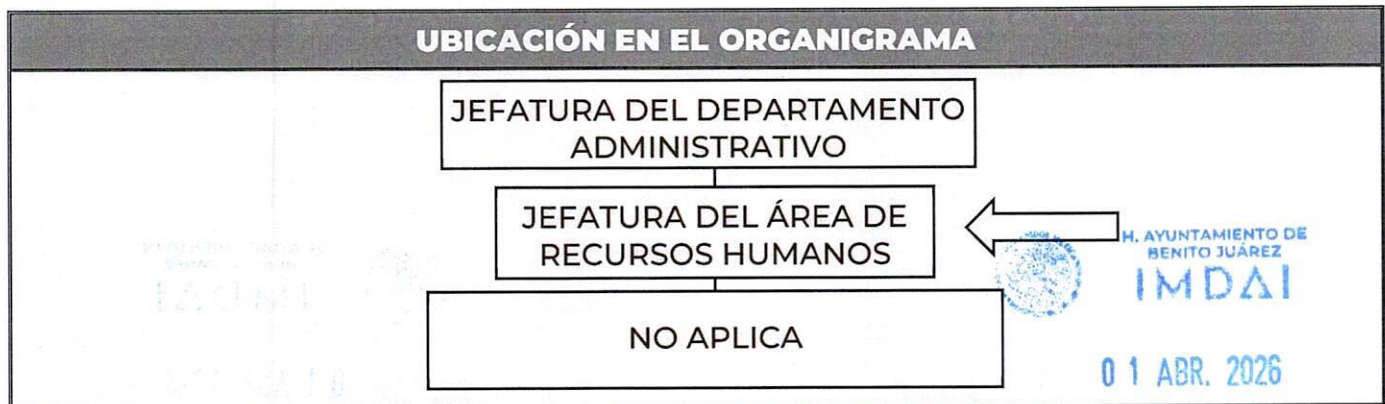 UBICACIÓN EN EL ORGANIGRAMA
JEFATURA DEL DEPARTAMENTO
ADMINISTRATIVO
JEFATURA DEL ÁREA DE
RECURSOS HUMANOS
H. AYUNTAMIENTO DE
BENITO JUÁREZ
IMDAI
NO APLICA
01 ABR. 2026